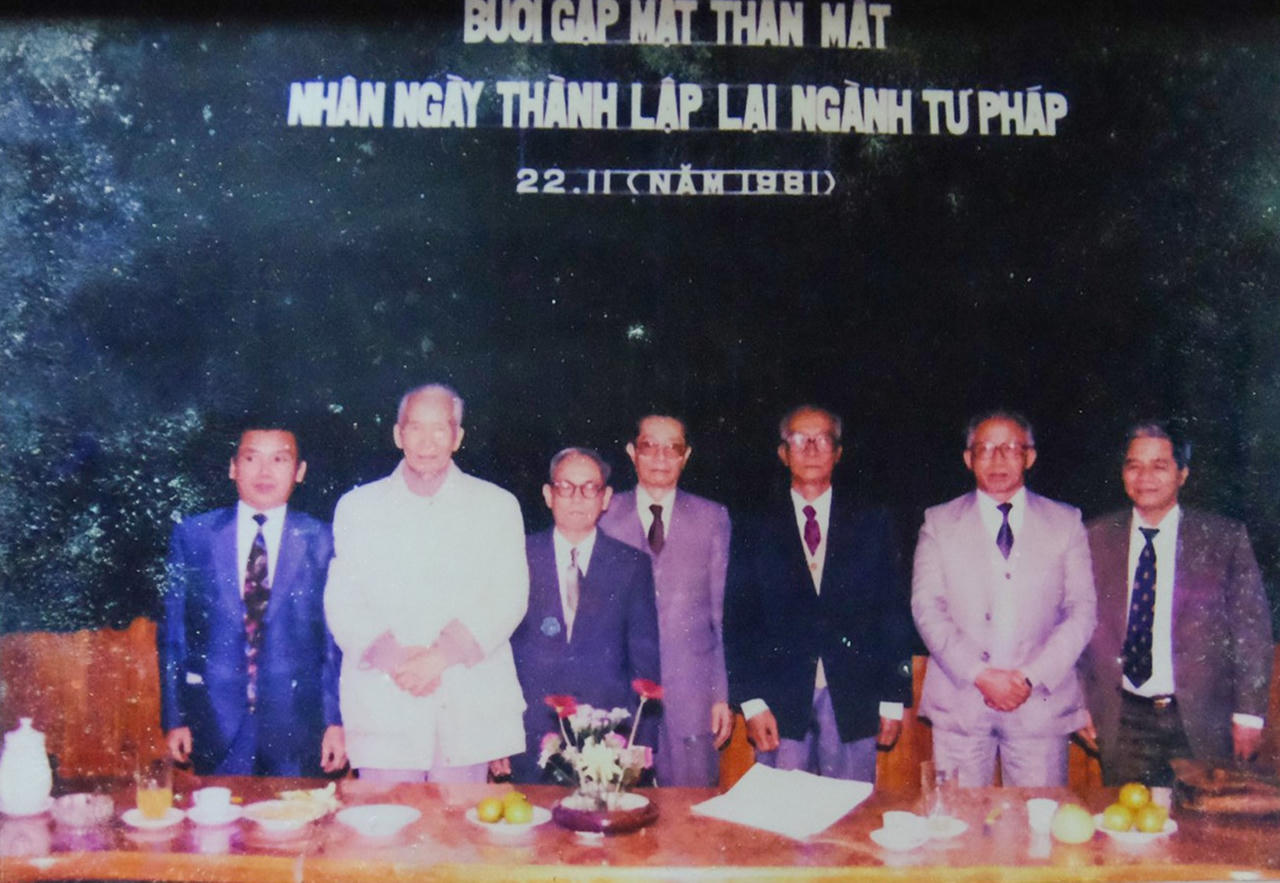 BUỔI GẶP MẶT THÂN MẬT
NHÂN NGÀY THÀNH LẬP LẠI NGÀNH TƯ PHÁP
22.11 (NĂM 1981)